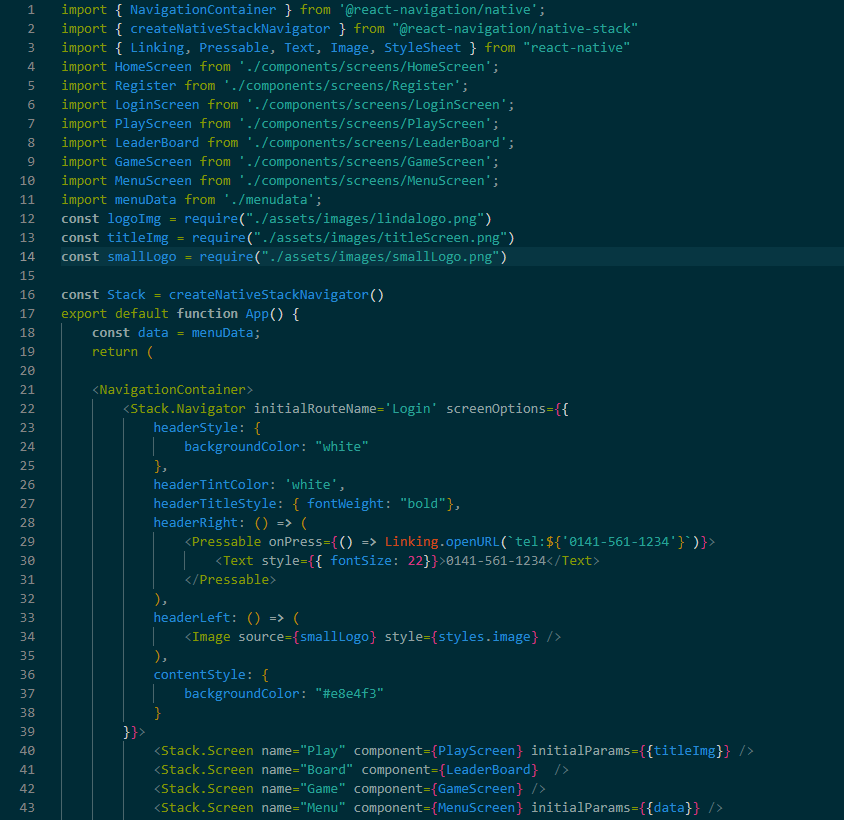 1 import { NavigationContainer } from '@react-navigation/native';
2 import { createNativeStackNavigator } from "@react-navigation/native-stack"
3 import { Linking, Pressable, Text, Image, StyleSheet } from "react-native"
4 import HomeScreen from './components/screens/HomeScreen';
5 import Register from './components/screens/Register';
6 import LoginScreen from './components/screens/LoginScreen';
7 import PlayScreen from './components/screens/PlayScreen';
8 import LeaderBoard from './components/screens/LeaderBoard';
9 import GameScreen from './components/screens/GameScreen';
10 import MenuScreen from './components/screens/MenuScreen';
11 import menuData from './menudata';
12 const logoImg = require("./assets/images/lindalogo.png")
13 const titleImg = require("./assets/images/titleScreen.png")
14 const smallLogo = require("./assets/images/smallLogo.png")
15
16 const Stack = createNativeStackNavigator()
17 export default function App() {
18     const data = menuData;
19     return (
20
21     <NavigationContainer>
22         <Stack.Navigator initialRouteName='Login' screenOptions={{
23             headerStyle: {
24                 backgroundColor: "white"
25             },
26             headerTintColor: 'white',
27             headerTitleStyle: { fontWeight: "bold"},
28             headerRight: () => (
29                 <Pressable onPress={() => Linking.openURL(`tel:${'0141-561-1234'}`)}>
30                     <Text style={{ fontSize: 22}}>0141-561-1234</Text>
31                 </Pressable>
32             ),
33             headerLeft: () => (
34                 <Image source={smallLogo} style={styles.image} />
35             ),
36             contentStyle: {
37                 backgroundColor: "#e8e4f3"
38             }
39         }}>
40             <Stack.Screen name="Play" component={PlayScreen} initialParams={{titleImg}} />
41             <Stack.Screen name="Board" component={LeaderBoard}  />
42             <Stack.Screen name="Game" component={GameScreen} />
43             <Stack.Screen name="Menu" component={MenuScreen} initialParams={{data}} />